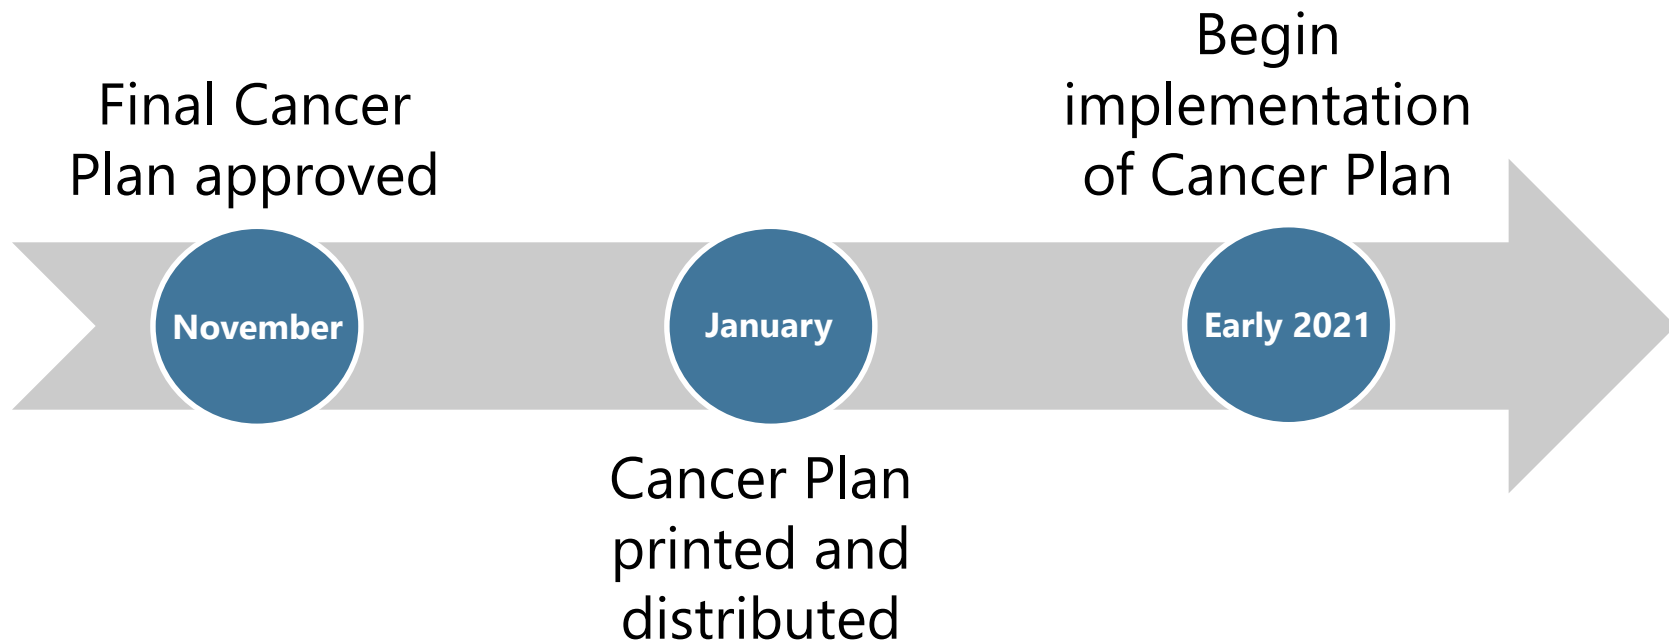 Final Cancer
Plan approved
November
January
Cancer Plan
printed and
distributed
Begin
implementation
of Cancer Plan
Early 2021